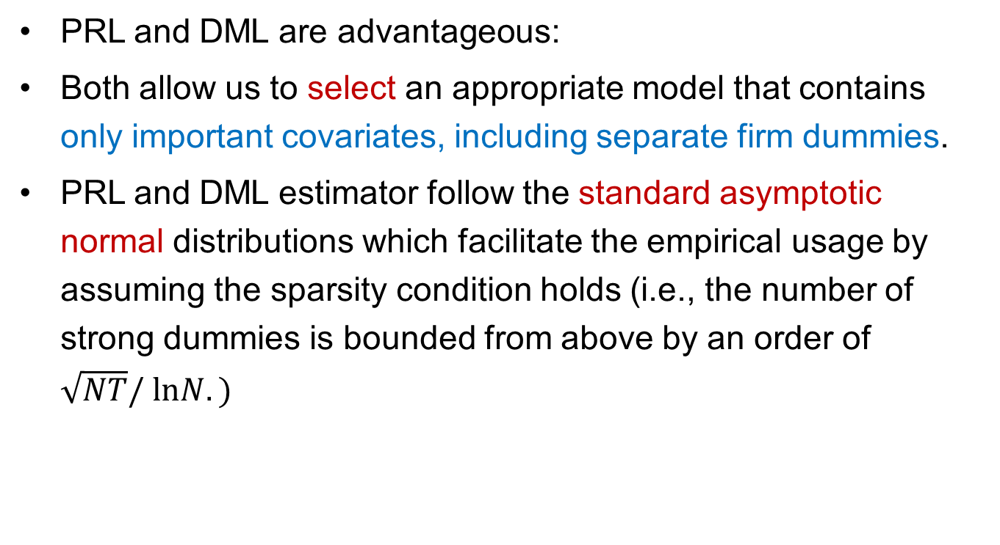 • PRL and DML are advantageous:
• Both allow us to select an appropriate model that contains
only important covariates, including separate firm dummies.
• PRL and DML estimator follow the standard asymptotic
normal distributions which facilitate the empirical usage by
assuming the sparsity condition holds (i.e., the number of
strong dummies is bounded from above by an order of
√NT/ lnN. )